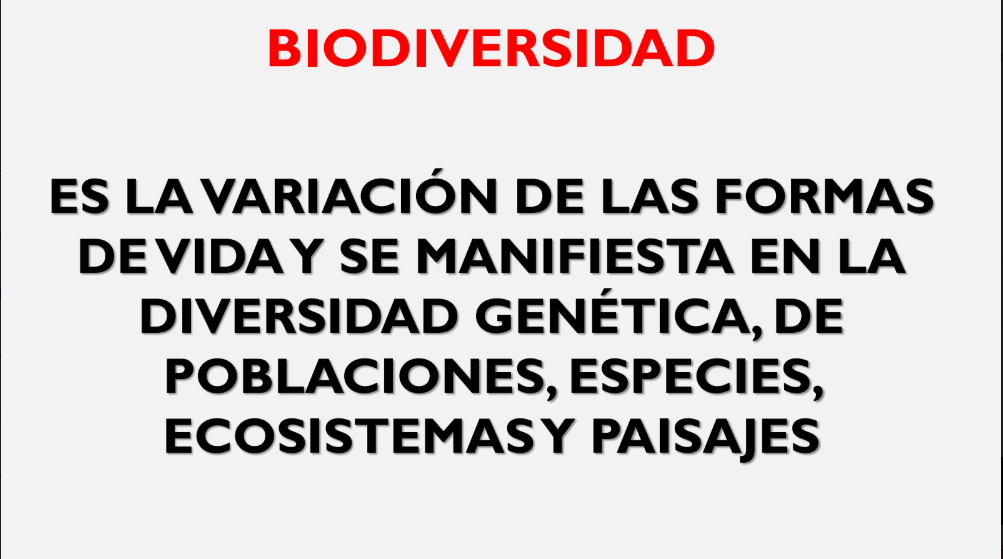 BIODIVERSIDAD
ES LA VARIACIÓN DE LAS FORMAS
DE VIDA Y SE MANIFIESTA EN LA
DIVERSIDAD GENÉTICA, DE
POBLACIONES, ESPECIES,
ECOSISTEMAS Y PAISAJES